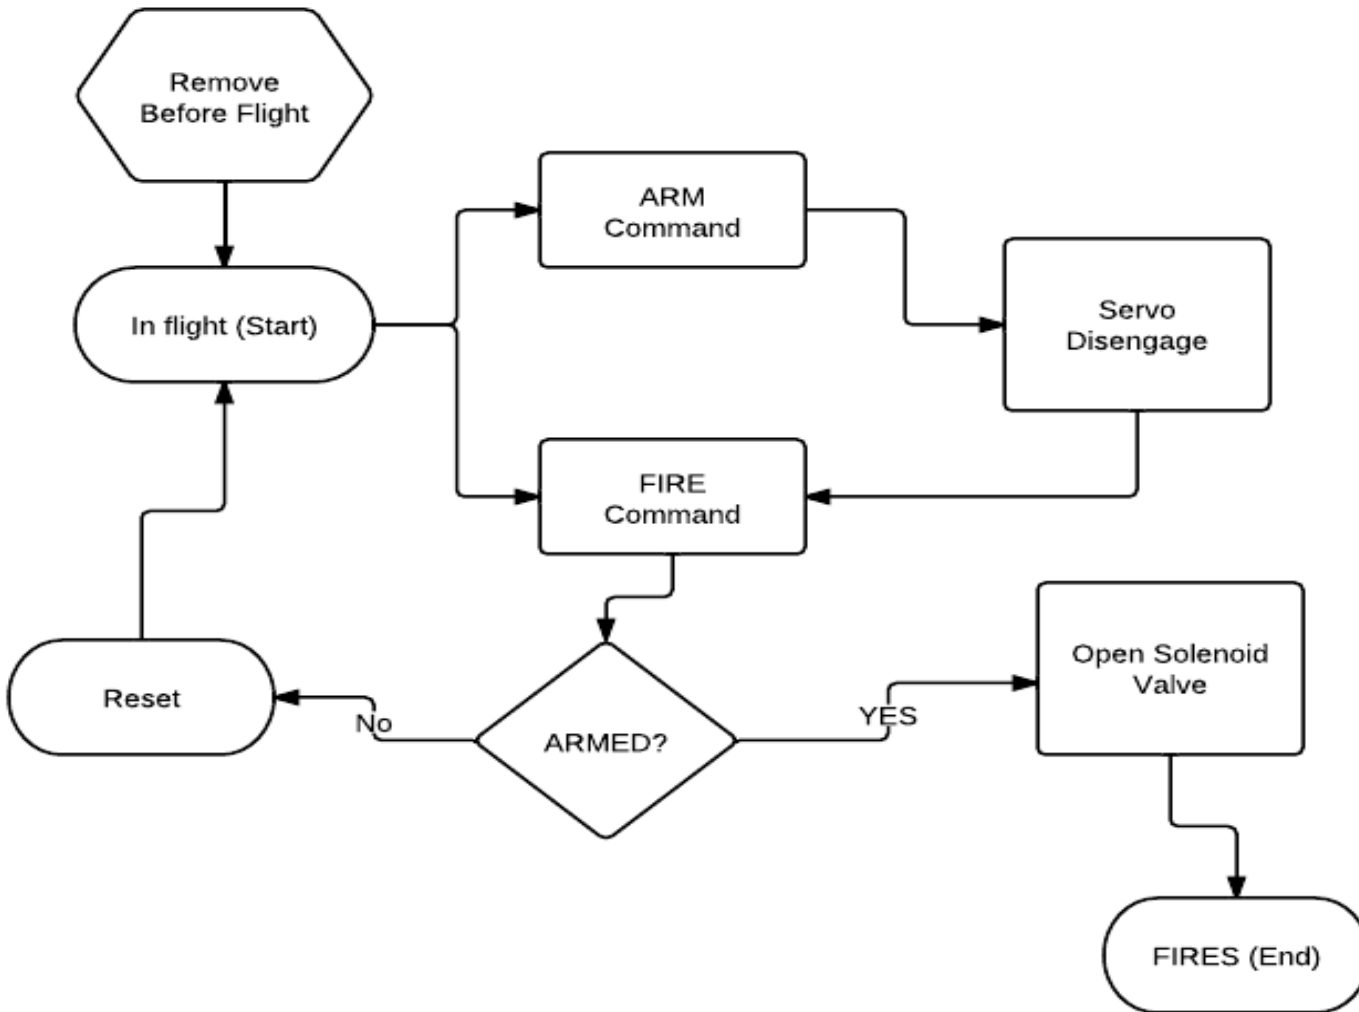 Remove
Before Flight
ARM
Command
In flight (Start)
Servo
Disengage
FIRE
Command
Open Solenoid
Valve
Reset
No
ARMED?
YES
FIRES (End)